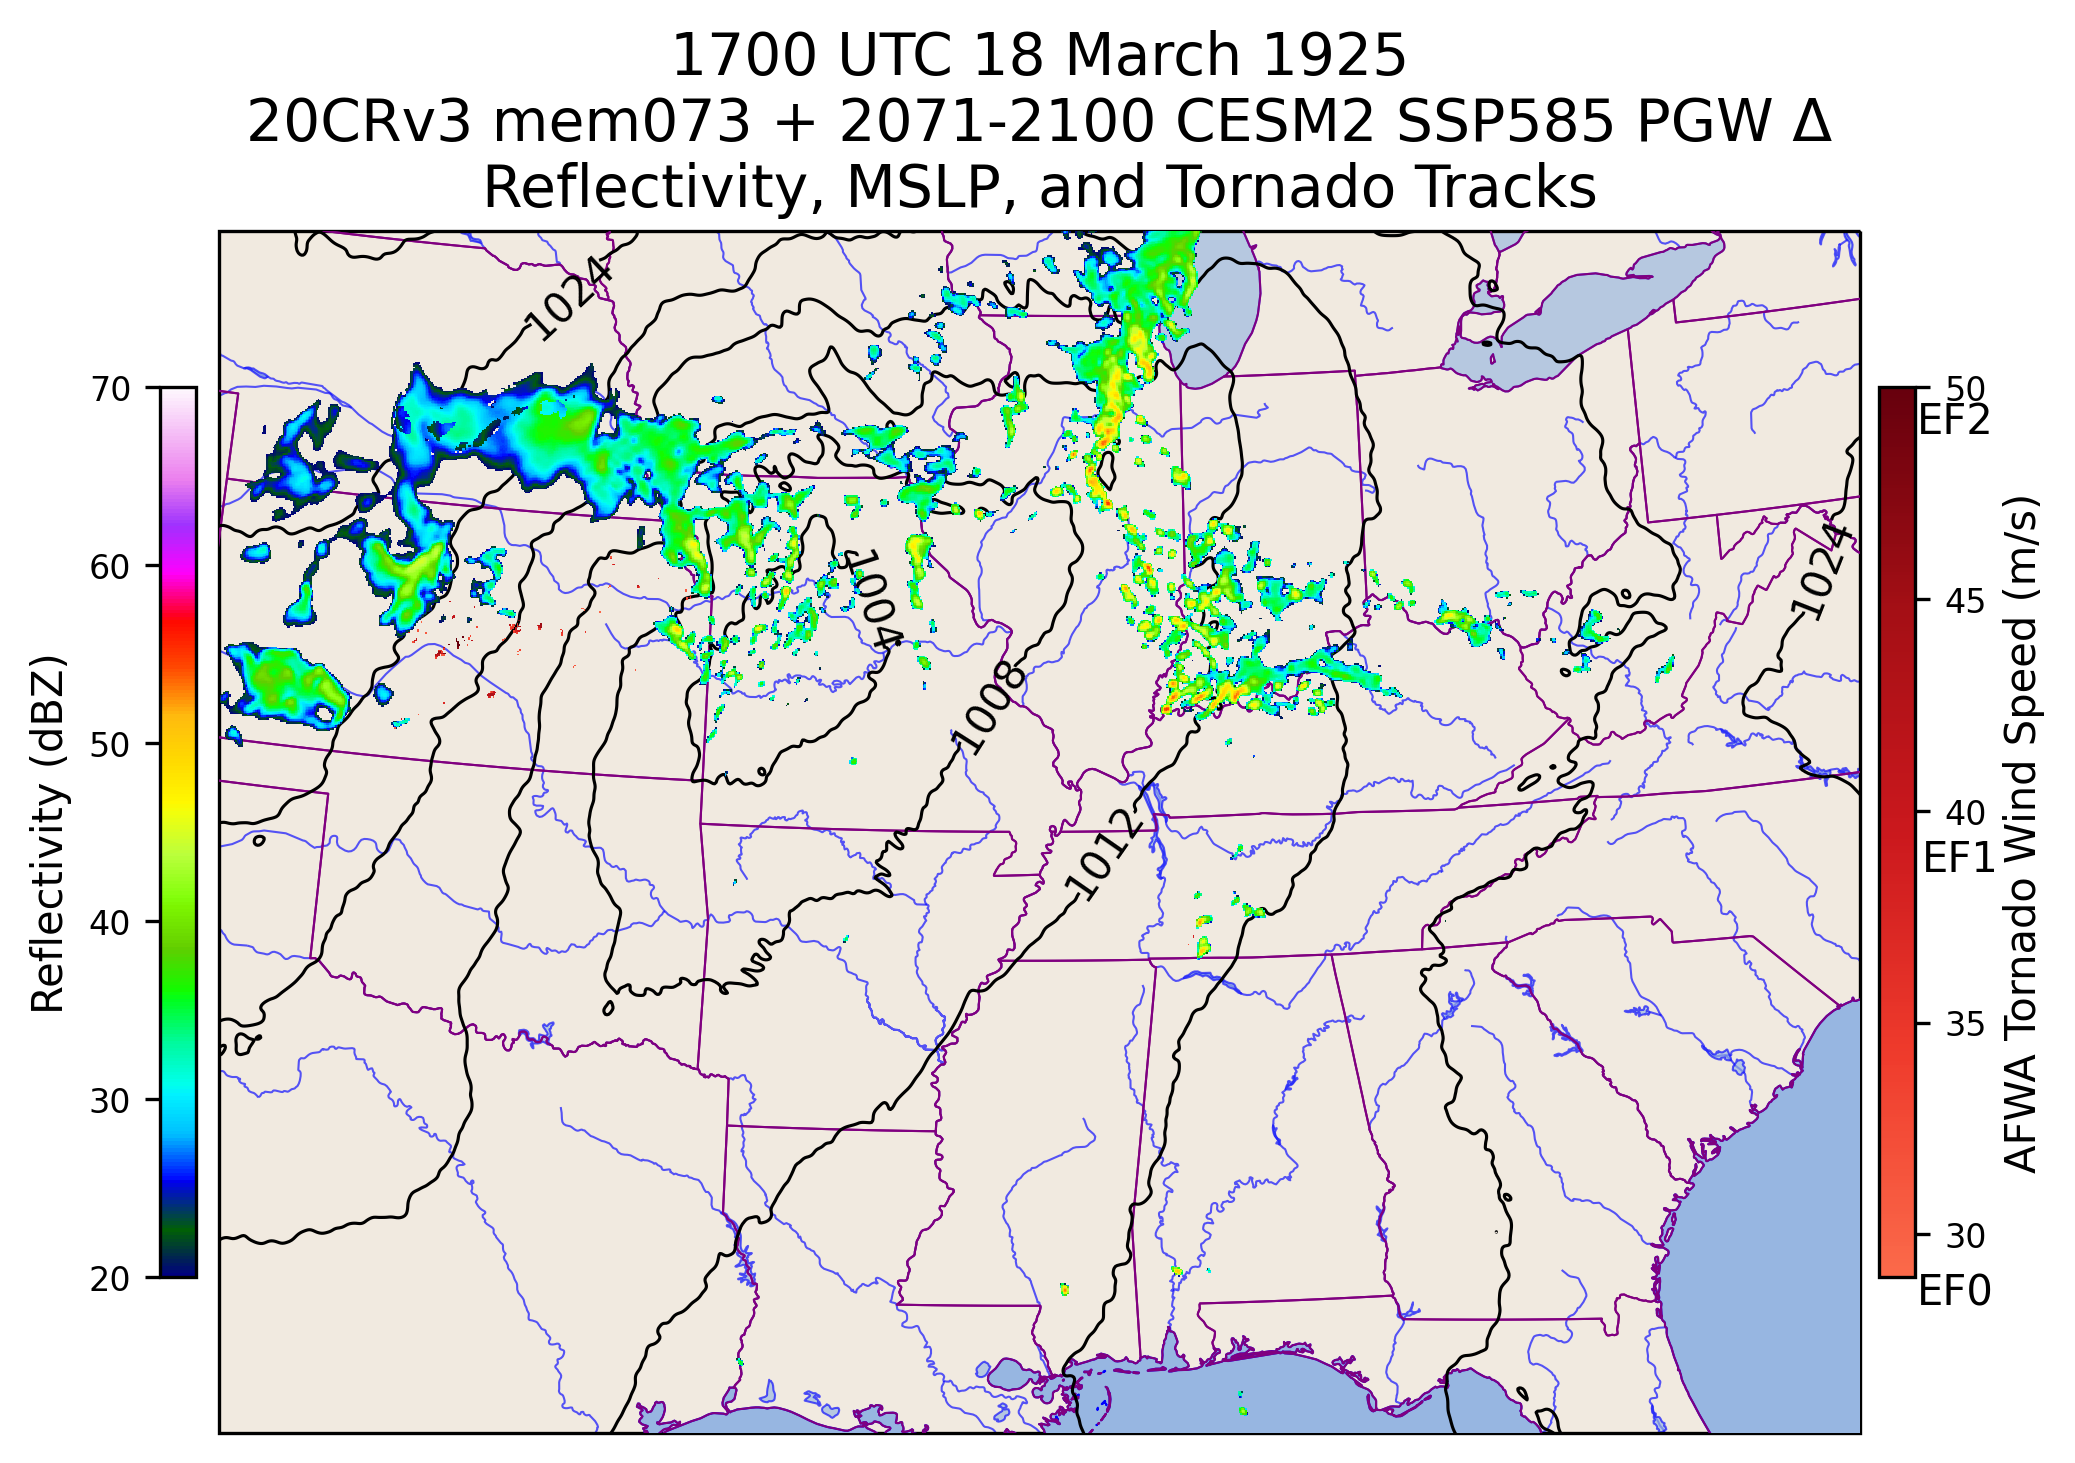 1700 UTC 18 March 1925
20CRv3 mem073 + 2071-2100 CESM2 SSP585 PGW Δ
Reflectivity, MSLP, and Tornado Tracks
70
60
50
40
30
20
Reflectivity (dBZ)
1024
1004
1008
1012
1024
50
EF2
45
40
EF1
35
30
EF0
AFWA Tornado Wind Speed (m/s)